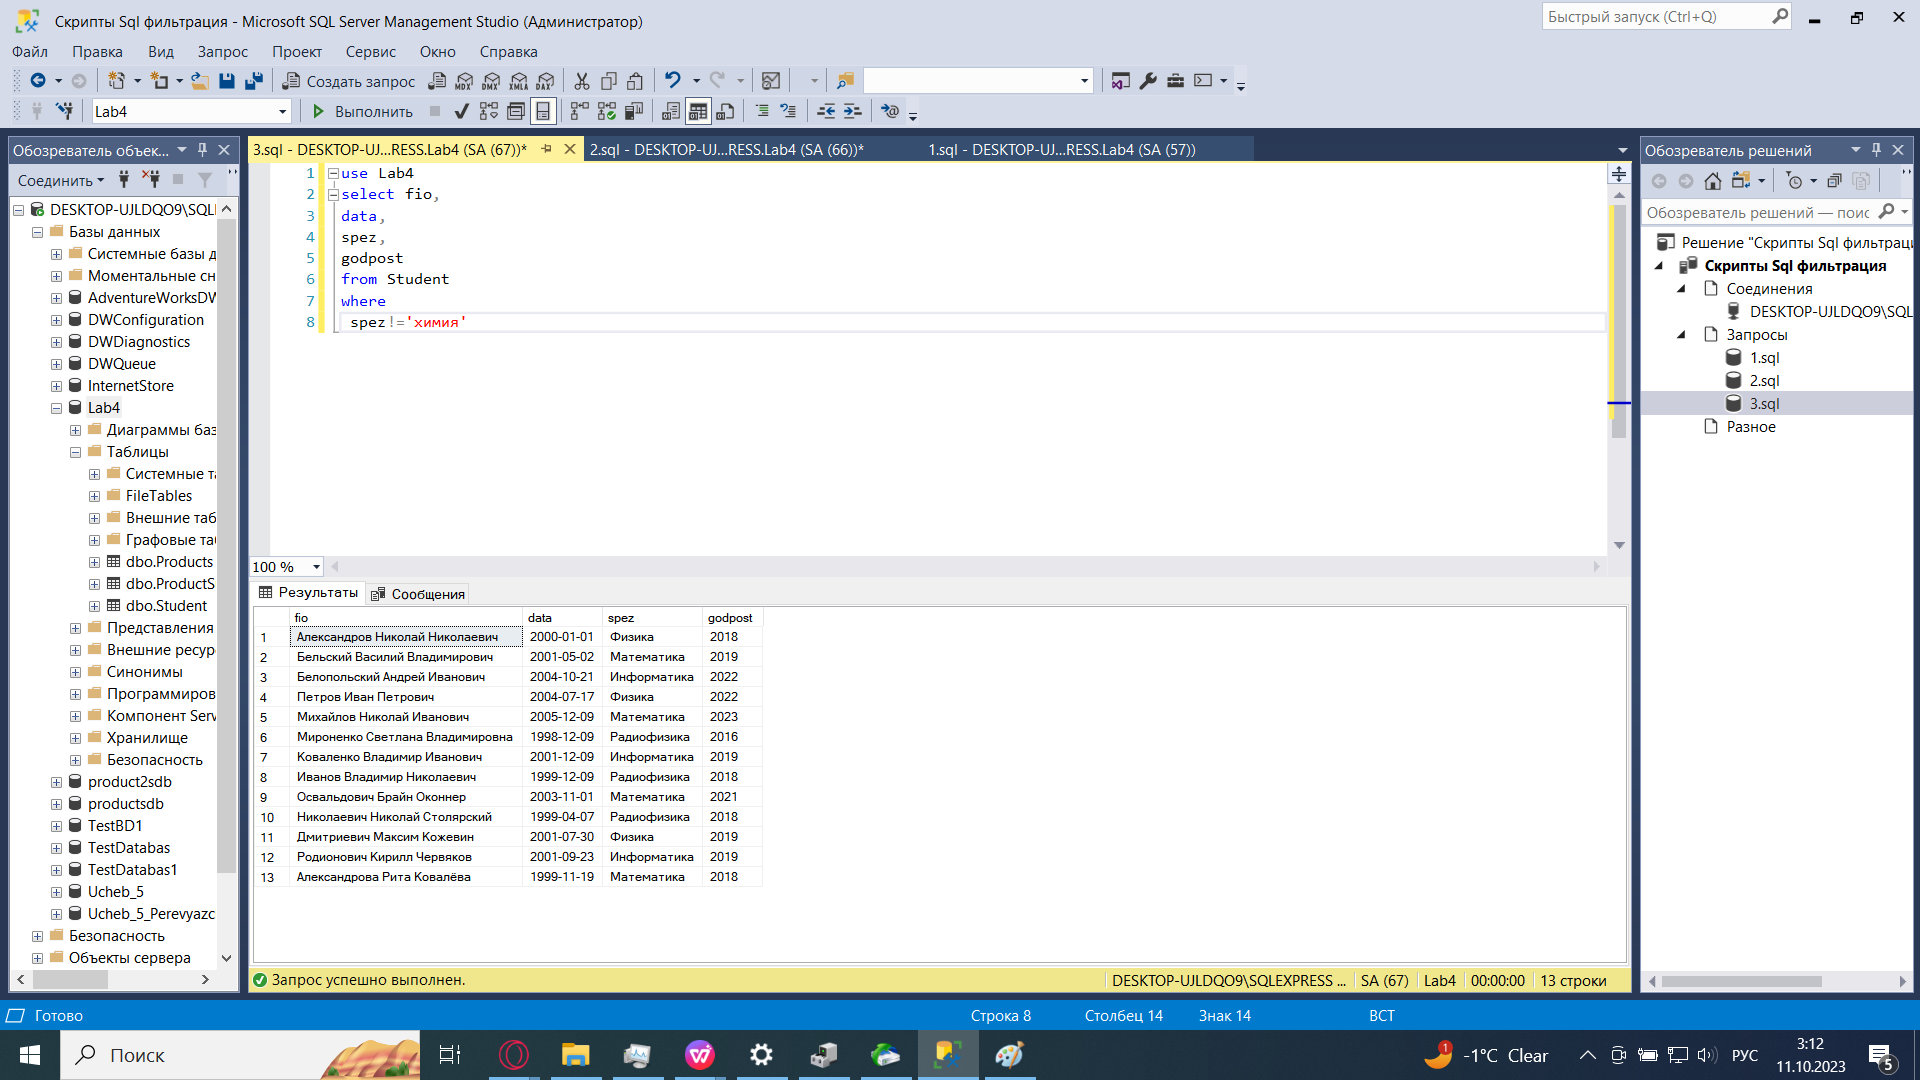 Скрипты Sql фильтрация - Microsoft SQL Server Management Studio (Администратор)
Быстрый запуск (Ctrl+Q)
Файл Правка Вид Запрос Проект Сервис Окно Справка
Создать запрос MDX DMX XMLA DAX
Lab4 Выполнить
Обозреватель объек...
Соединить
DESKTOP-UJLDQO9\SQLI
Базы данных
Системные базы д
Моментальные сн
AdventureWorksDW
DWConfiguration
DWDiagnostics
DWQueue
InternetStore
Lab4
Диаграммы баз
Таблицы
Системные та
FileTables
Внешние таб
Графовые та
dbo.Products
dbo.ProductS
dbo.Student
Представления
Внешние ресур
Синонимы
Программиров
Компонент Serv
Хранилище
Безопасность
product2sdb
productsdb
TestBD1
TestDatabas
TestDatabas1
Ucheb_5
Ucheb_5_Perevyazc
Безопасность
Объекты сервера
3.sql - DESKTOP-UJ...RESS.Lab4 (SA (67))* 2.sql - DESKTOP-UJ...RESS.Lab4 (SA (66))* 1.sql - DESKTOP-UJ...RESS.Lab4 (SA (57))
1 use Lab4
2 select fio,
3 data,
4 spez,
5 godpost
6 from Student
7 where
8 spez!='химия'
100 %
Результаты Сообщения
fio data spez godpost
1 Александров Николай Николаевич 2000-01-01 Физика 2018
2 Бельский Василий Владимирович 2001-05-02 Математика 2019
3 Белопольский Андрей Иванович 2004-10-21 Информатика 2022
4 Петров Иван Петрович 2004-07-17 Физика 2022
5 Михайлов Николай Иванович 2005-12-09 Математика 2023
6 Мироненко Светлана Владимировна 1998-12-09 Радиофизика 2016
7 Коваленко Владимир Иванович 2001-12-09 Информатика 2019
8 Иванов Владимир Николаевич 1999-12-09 Радиофизика 2018
9 Освальдович Брайн Оконнер 2003-11-01 Математика 2021
10 Николаевич Николай Столярский 1999-04-07 Радиофизика 2018
11 Дмитриевич Максим Кожевин 2001-07-30 Физика 2019
12 Родионович Кирилл Червяков 2001-09-23 Информатика 2019
13 Александрова Рита Ковалёва 1999-11-19 Математика 2018
Запрос успешно выполнен. DESKTOP-UJLDQO9\SQLEXPRESS ... SA (67) Lab4 00:00:00 13 строки
Обозреватель решений
Обозреватель решений — поис
Решение "Скрипты Sql фильтраци
Скрипты Sql фильтрация
Соединения
DESKTOP-UJLDQO9\SQL
Запросы
1.sql
2.sql
3.sql
Разное
Готово Строка 8 Столбец 14 Знак 14 ВСТ
Поиск 1 -1°C Clear РУС 3:12
11.10.2023 5